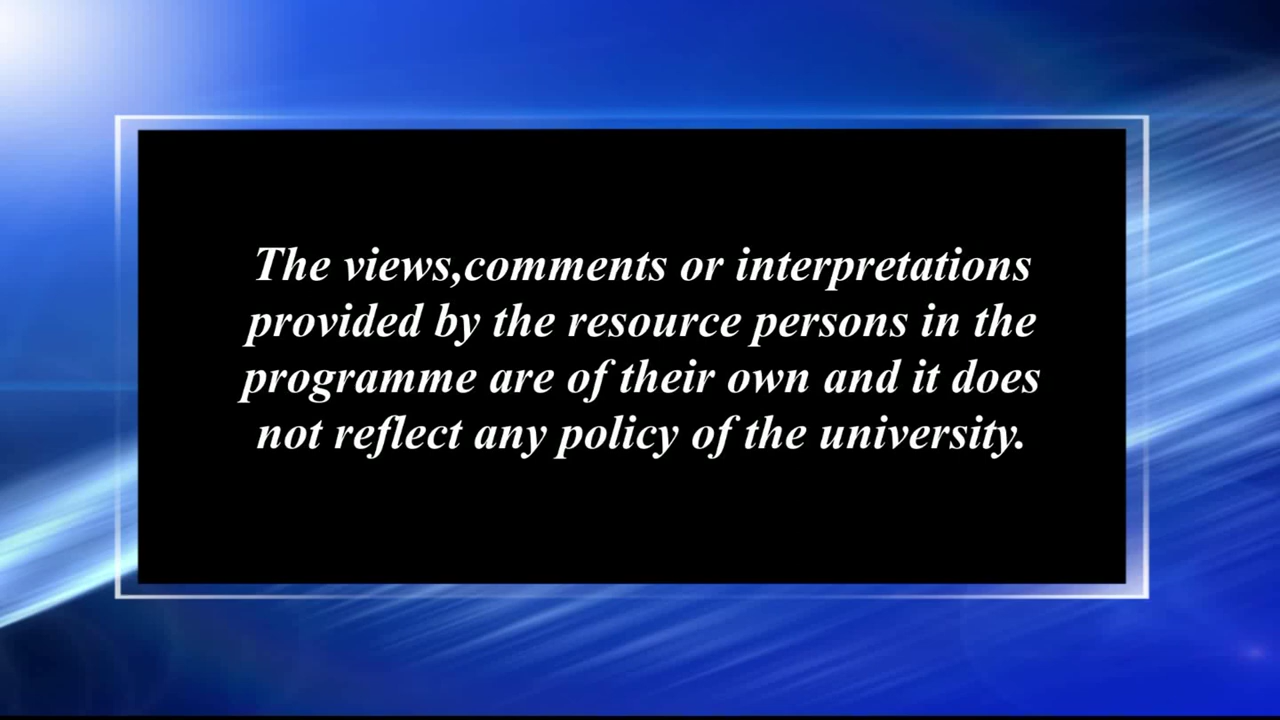 The views,comments or interpretations
provided by the resource persons in the
programme are of their own and it does
not reflect any policy of the university.